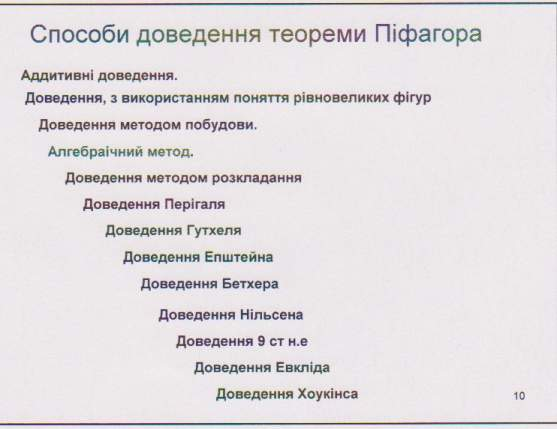 Способи доведення теореми Піфагора
Аддитивні доведення.
Доведення, з використанням поняття рівновеликих фігур
Доведення методом побудови.
Алгебраічний метод.
Доведення методом розкладання
Доведення Перігаля
Доведення Гутхеля
Доведення Епштейна
Доведення Бетхера
Доведення Нільсена
Доведення 9 ст н.е
Доведення Евкліда
Доведення Хоукінса
10